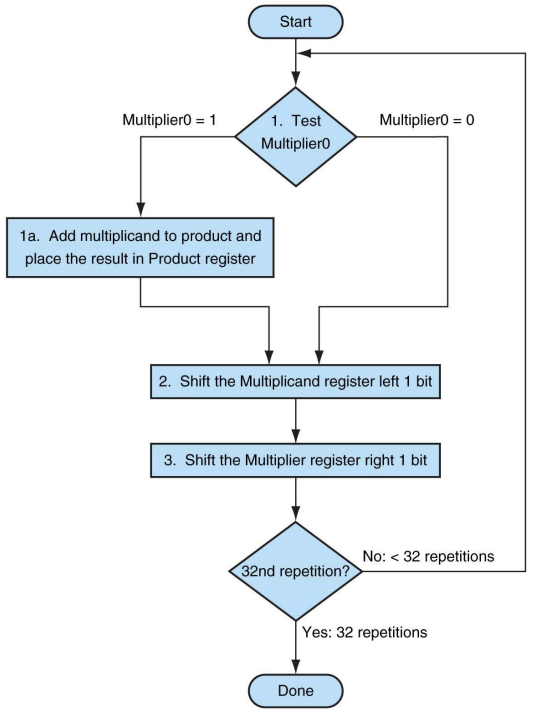 Start
Multiplier0 = 1
1. Test
Multiplier0
Multiplier0 = 0
1a. Add multiplicand to product and
place the result in Product register
2. Shift the Multiplicand register left 1 bit
3. Shift the Multiplier register right 1 bit
32nd repetition?
No: < 32 repetitions
Yes: 32 repetitions
Done